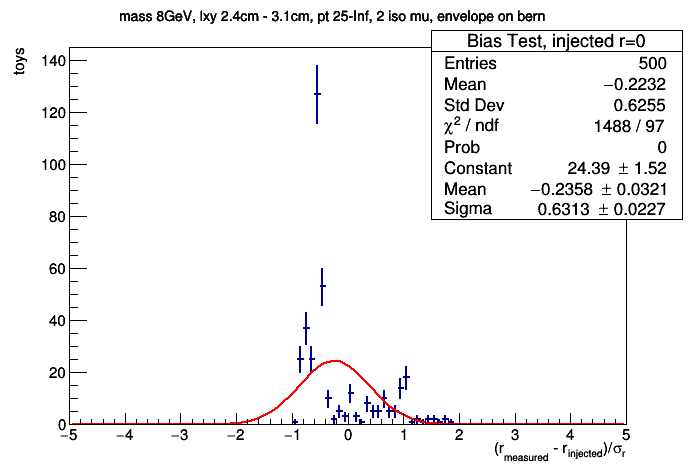 mass 8GeV, lxy 2.4cm - 3.1cm, pt 25-Inf, 2 iso mu, envelope on bern
Bias Test, injected r=0
Entries 500
Mean −0.2232
Std Dev 0.6255
χ² / ndf 1488 / 97
Prob 0
Constant 24.39 ± 1.52
Mean −0.2358 ± 0.0321
Sigma 0.6313 ± 0.0227
toys
140
120
100
80
60
40
20
0
−5 −4 −3 −2 −1 0 1 2 3 4 5
(r_measured - r_injected)/σ_r